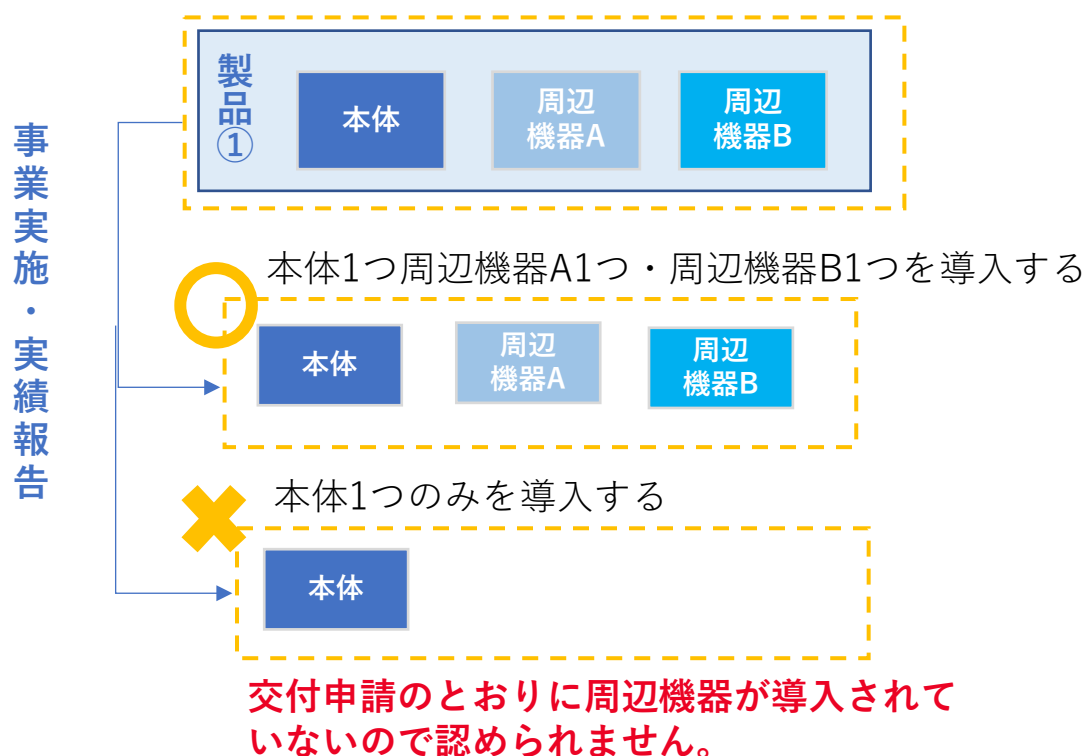 事業実施・実績報告
製品①
本体
周辺
機器A
周辺
機器B
本体1つ周辺機器A1つ・周辺機器B1つを導入する
本体
周辺
機器A
周辺
機器B
本体1つのみを導入する
本体
交付申請のとおりに周辺機器が導入されて
いないので認められません。